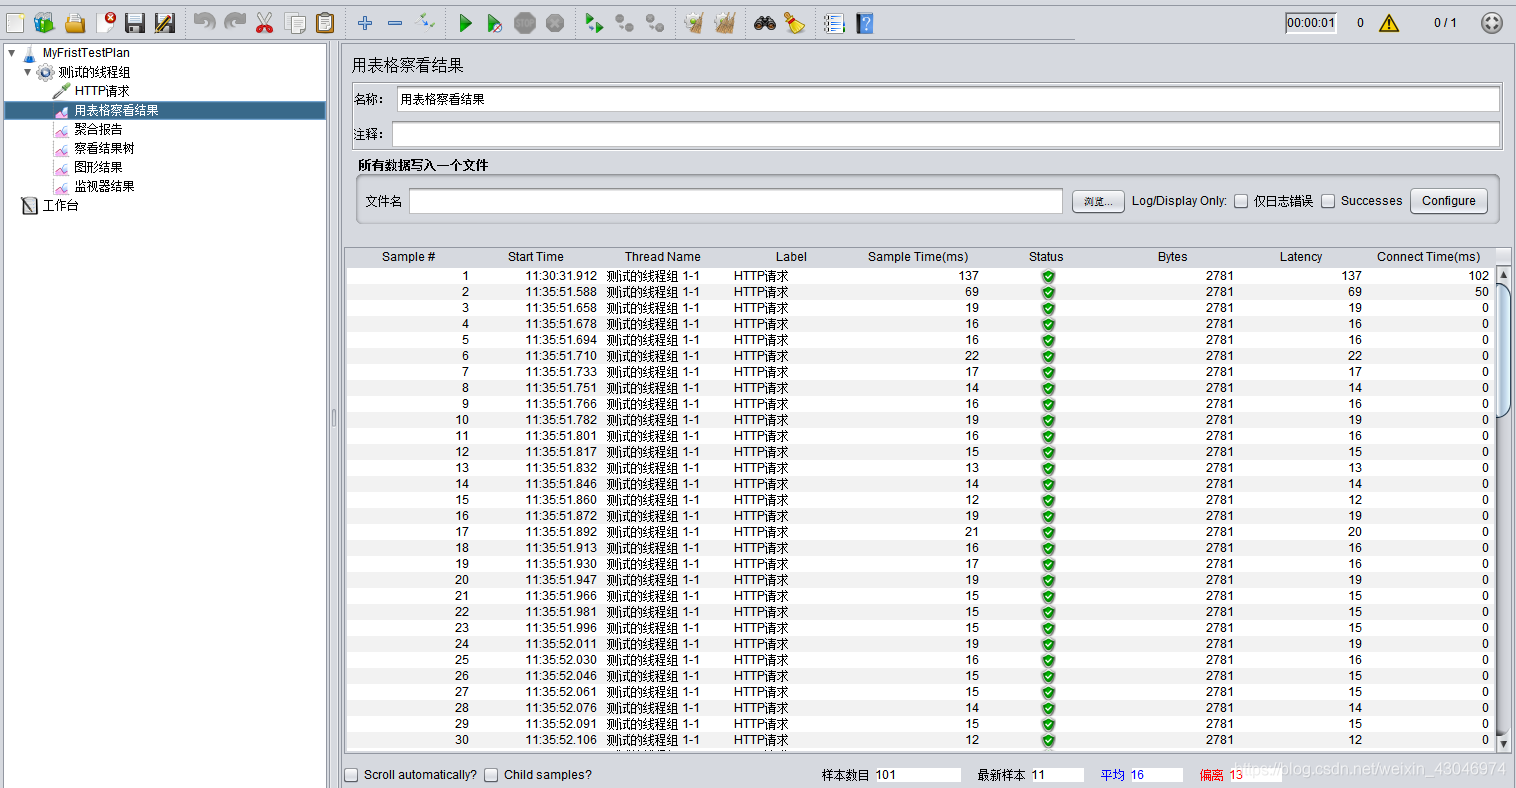 00:00:01 0 0 / 1
MyFristTestPlan
测试的线程组
HTTP请求
用表格察看结果
聚合报告
察看结果树
图形结果
监视器结果
工作台
用表格察看结果
名称： 用表格察看结果
注释：
所有数据写入一个文件
文件名 浏览... Log/Display Only: 仅日志错误 Successes Configure
Sample # Start Time Thread Name Label Sample Time(ms) Status Bytes Latency Connect Time(ms)
1 11:30:31.912 测试的线程组 1-1 HTTP请求 137 2781 137 102
2 11:35:51.588 测试的线程组 1-1 HTTP请求 69 2781 69 50
3 11:35:51.658 测试的线程组 1-1 HTTP请求 19 2781 19 0
4 11:35:51.678 测试的线程组 1-1 HTTP请求 16 2781 16 0
5 11:35:51.694 测试的线程组 1-1 HTTP请求 16 2781 16 0
6 11:35:51.710 测试的线程组 1-1 HTTP请求 22 2781 22 0
7 11:35:51.733 测试的线程组 1-1 HTTP请求 17 2781 17 0
8 11:35:51.751 测试的线程组 1-1 HTTP请求 14 2781 14 0
9 11:35:51.766 测试的线程组 1-1 HTTP请求 16 2781 16 0
10 11:35:51.782 测试的线程组 1-1 HTTP请求 19 2781 19 0
11 11:35:51.801 测试的线程组 1-1 HTTP请求 16 2781 16 0
12 11:35:51.817 测试的线程组 1-1 HTTP请求 15 2781 15 0
13 11:35:51.832 测试的线程组 1-1 HTTP请求 13 2781 13 0
14 11:35:51.846 测试的线程组 1-1 HTTP请求 14 2781 14 0
15 11:35:51.860 测试的线程组 1-1 HTTP请求 12 2781 12 0
16 11:35:51.872 测试的线程组 1-1 HTTP请求 19 2781 19 0
17 11:35:51.892 测试的线程组 1-1 HTTP请求 21 2781 20 0
18 11:35:51.913 测试的线程组 1-1 HTTP请求 16 2781 16 0
19 11:35:51.930 测试的线程组 1-1 HTTP请求 17 2781 16 0
20 11:35:51.947 测试的线程组 1-1 HTTP请求 19 2781 19 0
21 11:35:51.966 测试的线程组 1-1 HTTP请求 15 2781 15 0
22 11:35:51.981 测试的线程组 1-1 HTTP请求 15 2781 15 0
23 11:35:51.996 测试的线程组 1-1 HTTP请求 15 2781 15 0
24 11:35:52.011 测试的线程组 1-1 HTTP请求 19 2781 19 0
25 11:35:52.030 测试的线程组 1-1 HTTP请求 16 2781 16 0
26 11:35:52.046 测试的线程组 1-1 HTTP请求 15 2781 15 0
27 11:35:52.061 测试的线程组 1-1 HTTP请求 15 2781 15 0
28 11:35:52.076 测试的线程组 1-1 HTTP请求 14 2781 14 0
29 11:35:52.091 测试的线程组 1-1 HTTP请求 15 2781 15 0
30 11:35:52.106 测试的线程组 1-1 HTTP请求 12 2781 12 0
Scroll automatically? Child samples? 样本数目 101 最新样本 11 平均 16 偏离 13
https://blog.csdn.net/weixin_43046974